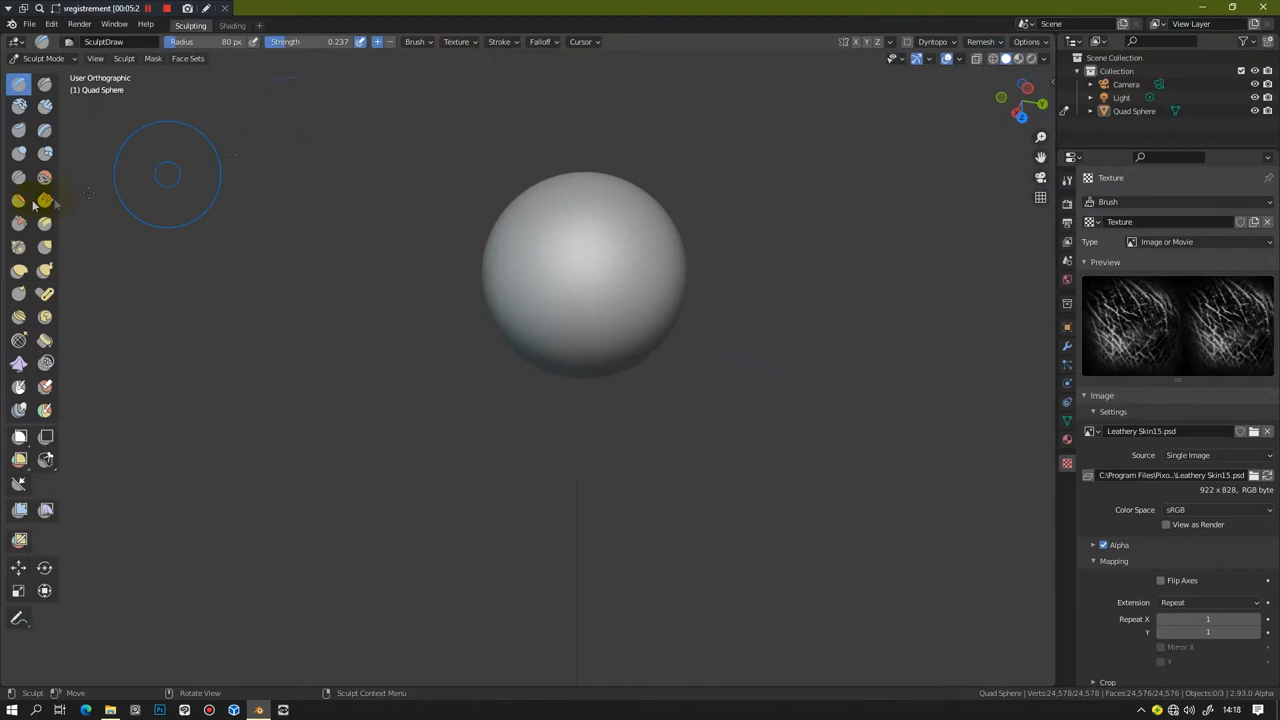 registrement [00:05:2
File Edit Render Window Help Sculpting Shading + Scene View Layer
SculptDraw Radius 80 px Strength 0.237 Brush Texture Stroke Falloff Cursor X Y Z Dyntopo Remesh Options
Sculpt Mode View Sculpt Mask Face Sets
Scene Collection
Collection
Camera
Light
Quad Sphere
User Orthographic
(1) Quad Sphere
Y
Z
Texture
Brush
Texture
Type Image or Movie
Preview
Image
Settings
Leathery Skin15.psd
Source Single Image
C:\Program Files\Pixo...\Leathery Skin15.psd
922 x 828, RGB byte
Color Space sRGB
View as Render
Alpha
Mapping
Flip Axes
Extension Repeat
Repeat X 1
Y 1
Mirror X
Y
Crop
Sculpt Move Rotate View Sculpt Context Menu Quad Sphere | Verts:24,578/24,578 | Faces:24,576/24,576 | Objects:0/3 | 2.93.0 Alpha
Ps 14:18